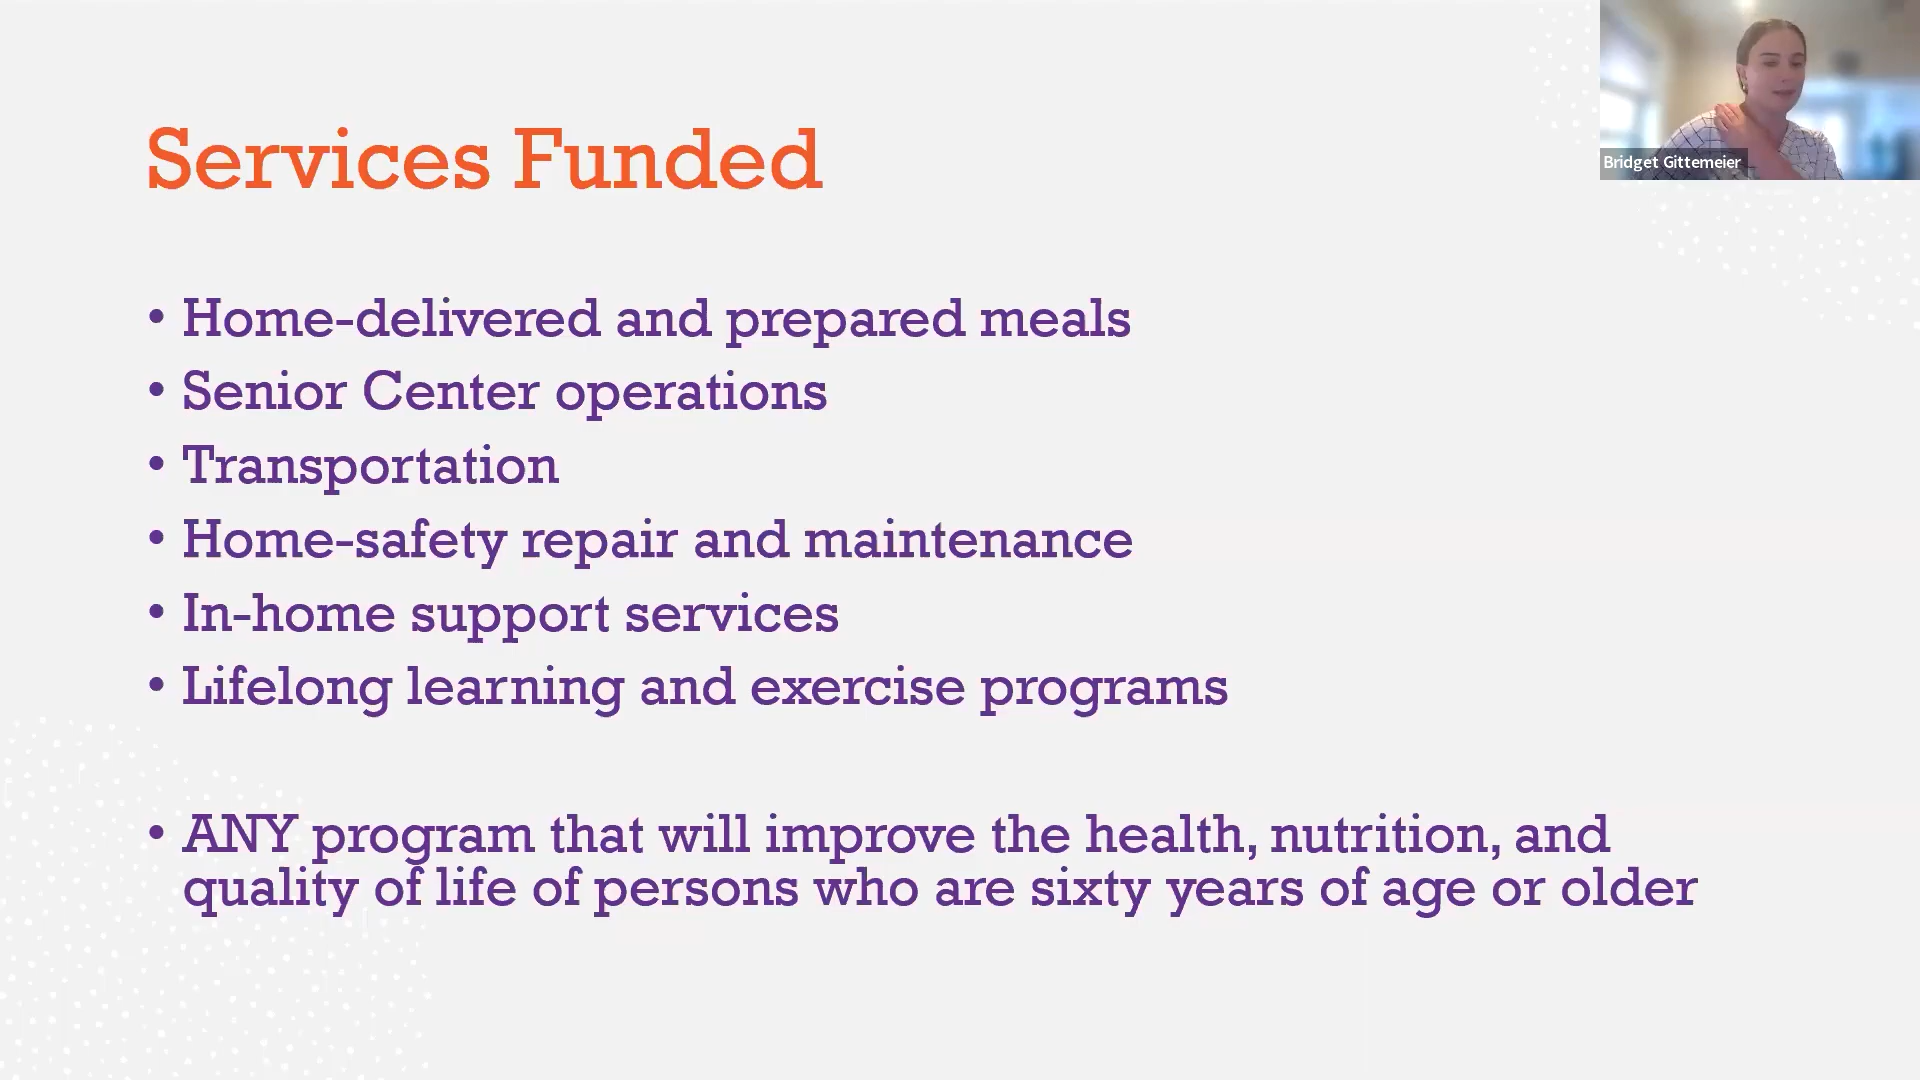 Services Funded
Bridget Gittemeier
• Home-delivered and prepared meals
• Senior Center operations
• Transportation
• Home-safety repair and maintenance
• In-home support services
• Lifelong learning and exercise programs
• ANY program that will improve the health, nutrition, and
quality of life of persons who are sixty years of age or older